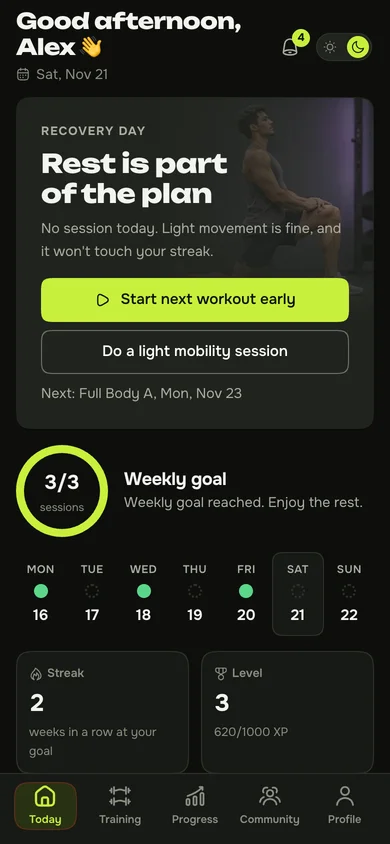 Good afternoon,
Alex 👋
4
Sat, Nov 21
RECOVERY DAY
Rest is part
of the plan
No session today. Light movement is fine, and
it won't touch your streak.
Start next workout early
Do a light mobility session
Next: Full Body A, Mon, Nov 23
3/3
sessions
Weekly goal
Weekly goal reached. Enjoy the rest.
MON TUE WED THU FRI SAT SUN
16 17 18 19 20 21 22
Streak
2
weeks in a row at your
goal
Level
3
620/1000 XP
Today Training Progress Community Profile